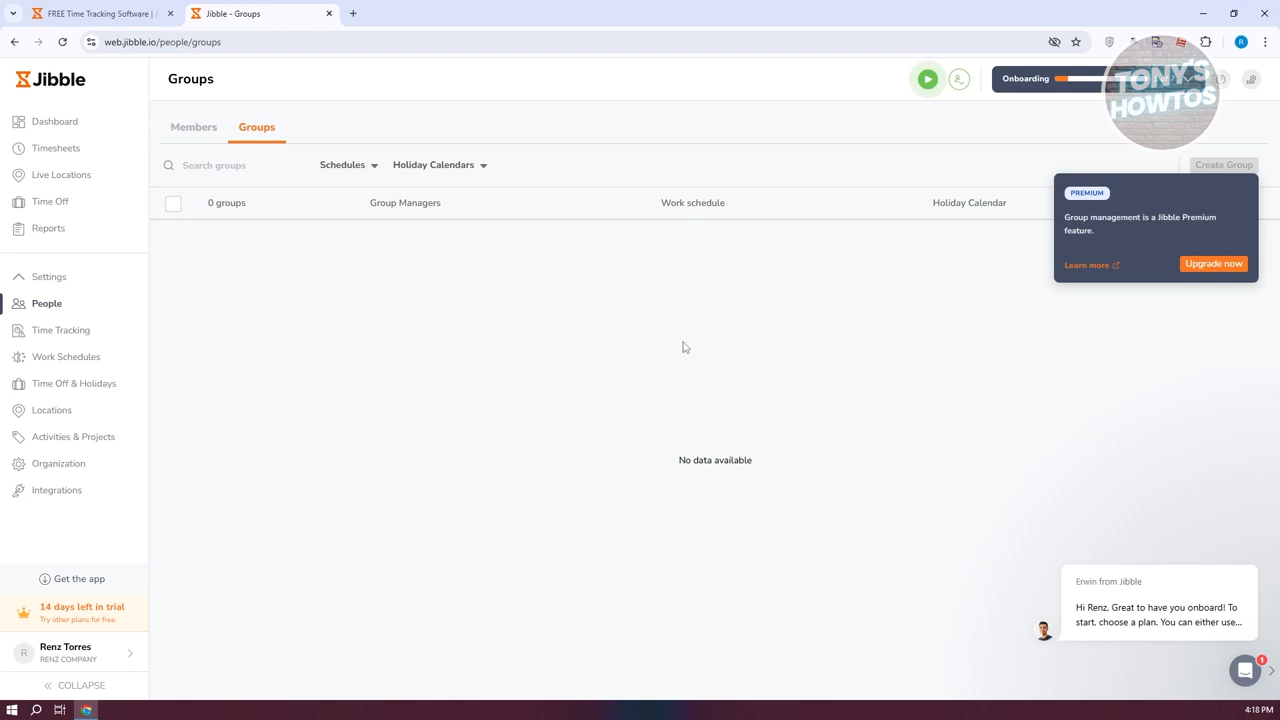 FREE Time Tracking Software | J
Jibble - Groups
web.jibble.io/people/groups
R
Jibble
Groups
Onboarding
TONY'S
HOWTOS
Dashboard
Timesheets
Live Locations
Time Off
Reports
Settings
People
Time Tracking
Work Schedules
Time Off & Holidays
Locations
Activities & Projects
Organization
Integrations
Get the app
14 days left in trial
Try other plans for free
R
Renz Torres
RENZ COMPANY
COLLAPSE
Members
Groups
Search groups
Schedules
Holiday Calendars
Create Group
0 groups
Group Managers
Work schedule
Holiday Calendar
PREMIUM
Group management is a Jibble Premium
feature.
Learn more
Upgrade now
No data available
Erwin from Jibble
Hi Renz, Great to have you onboard! To
start, choose a plan. You can either use...
1
4:18 PM